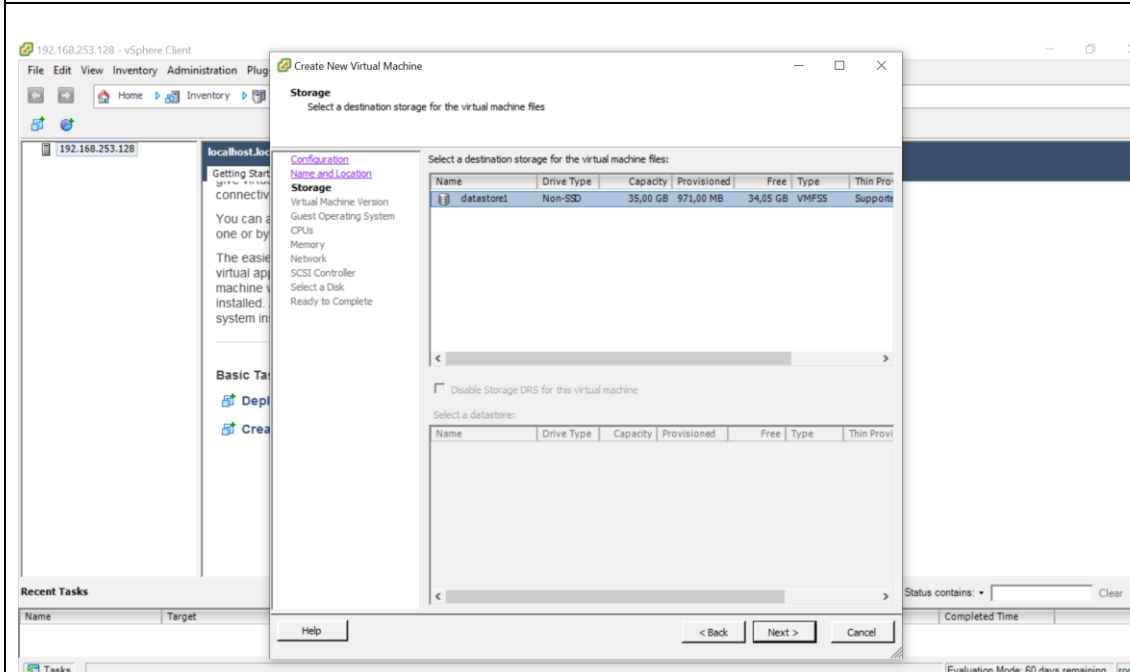 192.168.253.128 - vSphere Client
File Edit View Inventory Administration Plug
Home Inventory
192.168.253.128
localhost.loc
Getting Start
connectiv
You can a
one or by
The easie
virtual app
machine v
installed.
system in
Basic Ta
Depl
Crea
Create New Virtual Machine
Storage
Select a destination storage for the virtual machine files
Configuration
Name and Location
Storage
Virtual Machine Version
Guest Operating System
CPUs
Memory
Network
SCSI Controller
Select a Disk
Ready to Complete
Select a destination storage for the virtual machine files:
Name Drive Type Capacity Provisioned Free Type Thin Prov
datastore1 Non-SSD 35,00 GB 971,00 MB 34,05 GB VMFS5 Supporte
Disable Storage DRS for this virtual machine
Select a datastore:
Name Drive Type Capacity Provisioned Free Type Thin Provi
Help < Back Next > Cancel
Recent Tasks
Status contains: Clear
Name Target Completed Time
Tasks Evaluation Mode: 60 days remaining